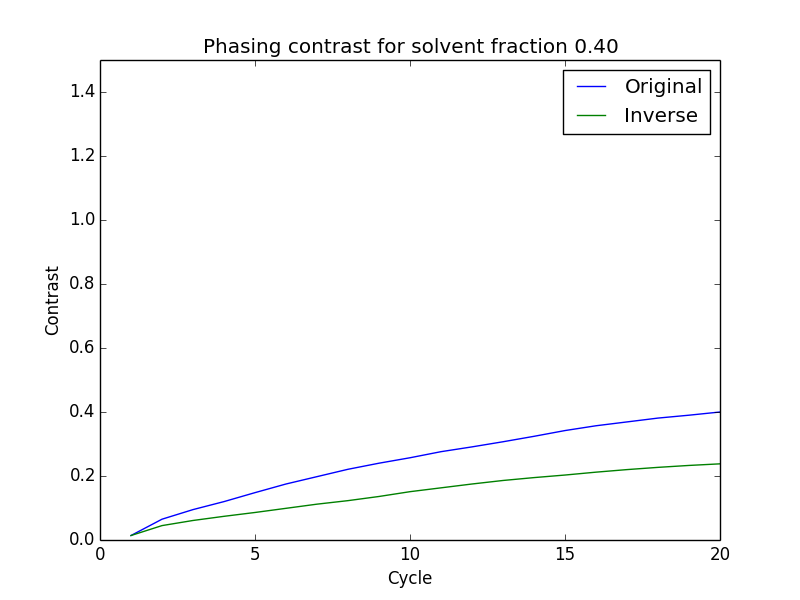 Phasing contrast for solvent fraction 0.40
Original
Inverse
1.4
1.2
1.0
0.8
0.6
0.4
0.2
0.0
Contrast
0 5 10 15 20
Cycle